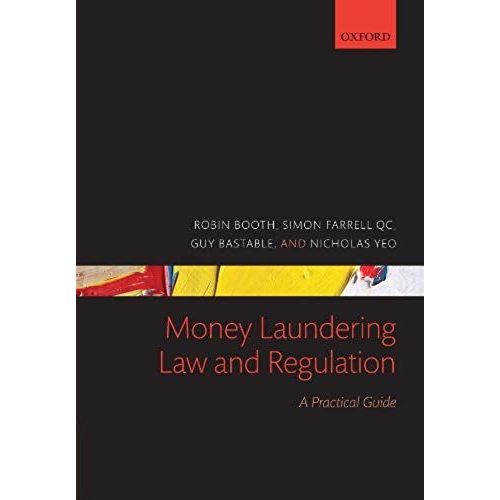 OXFORD
ROBIN BOOTH, SIMON FARRELL QC,
GUY BASTABLE, AND NICHOLAS YEO
Money Laundering
Law and Regulation
A Practical Guide